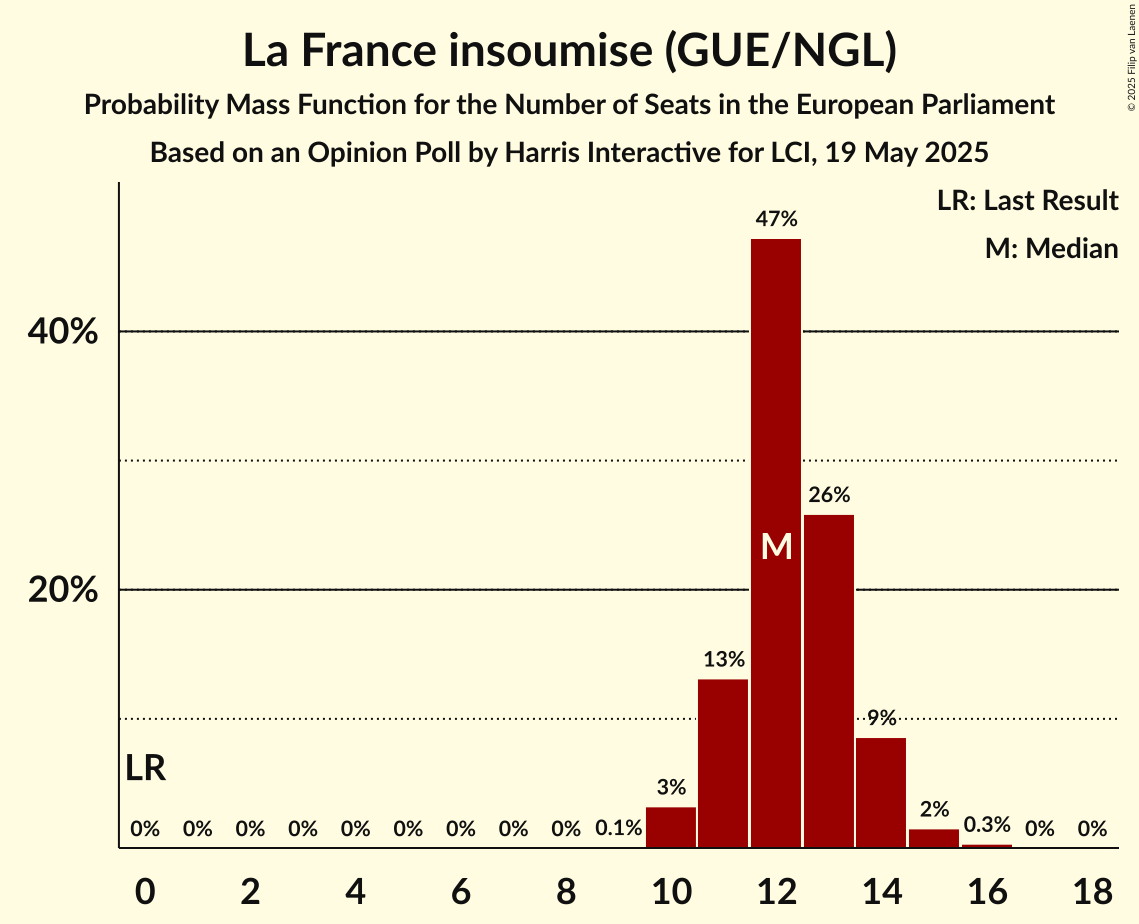 La France insoumise (GUE/NGL)
Probability Mass Function for the Number of Seats in the European Parliament
Based on an Opinion Poll by Harris Interactive for LCI, 19 May 2025
© 2025 Filip van Laenen
LR: Last Result
M: Median
47%
40%
26%
M
20%
13%
9%
LR
3%
2%
0% 0% 0% 0% 0% 0% 0% 0% 0% 0.1% 0.3% 0% 0%
0 2 4 6 8 10 12 14 16 18